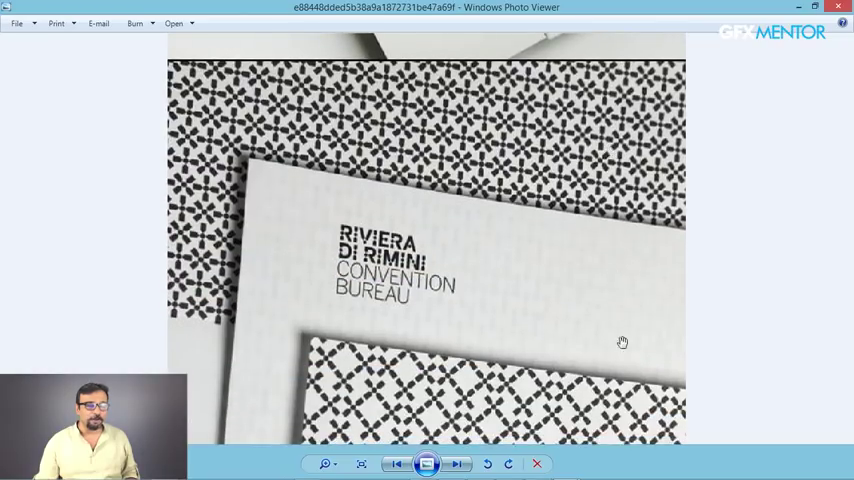 e88448dded5b38a9a1872731be47a69f - Windows Photo Viewer
File Print E-mail Burn Open
GFXMENTOR
RIVIERA
DI RIMINI
CONVENTION
BUREAU